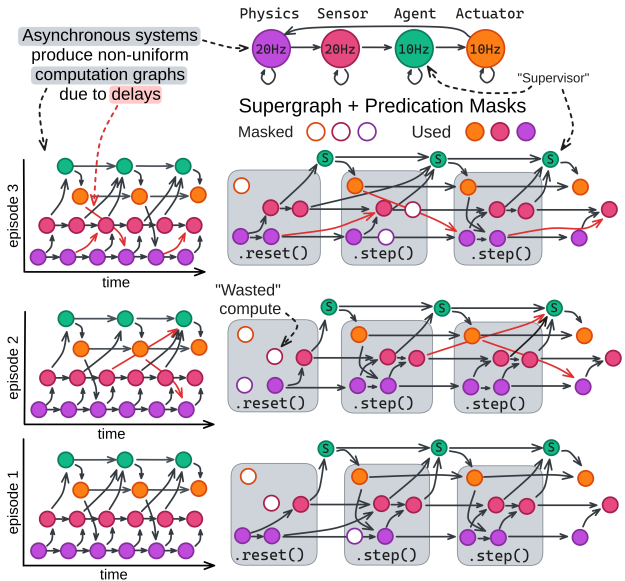 Physics Sensor Agent Actuator
20Hz 20Hz 10Hz 10Hz
Asynchronous systems
produce non-uniform
computation graphs
due to delays
"Supervisor"
Supergraph + Predication Masks
Masked Used
episode 3
time
S S S
.reset() .step() .step()
"Wasted"
compute
episode 2
time
S S S
.reset() .step() .step()
episode 1
time
S S S
.reset() .step() .step()